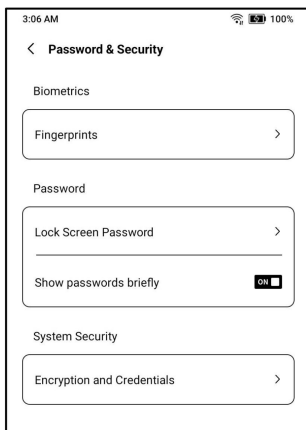 3:06 AM 100%
Password & Security
Biometrics
Fingerprints
Password
Lock Screen Password
Show passwords briefly ON
System Security
Encryption and Credentials